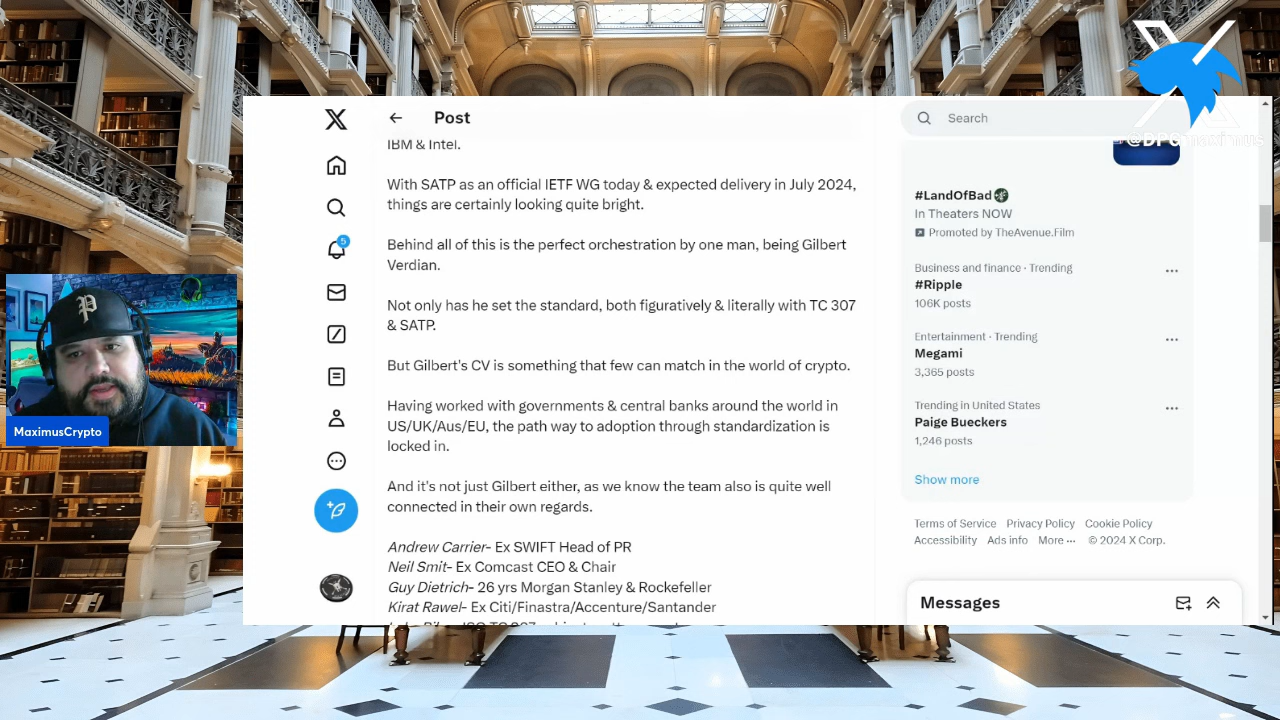 Post
Search
@DPGmaximus
IBM & Intel.
With SATP as an official IETF WG today & expected delivery in July 2024,
things are certainly looking quite bright.
Behind all of this is the perfect orchestration by one man, being Gilbert
Verdian.
Not only has he set the standard, both figuratively & literally with TC 307
& SATP.
But Gilbert's CV is something that few can match in the world of crypto.
Having worked with governments & central banks around the world in
US/UK/Aus/EU, the path way to adoption through standardization is
locked in.
And it's not just Gilbert either, as we know the team also is quite well
connected in their own regards.
Andrew Carrier- Ex SWIFT Head of PR
Neil Smit- Ex Comcast CEO & Chair
Guy Dietrich- 26 yrs Morgan Stanley & Rockefeller
Kirat Rawel- Ex Citi/Finastra/Accenture/Santander
5
#LandOfBad
In Theaters NOW
Promoted by TheAvenue.Film
Business and finance · Trending
#Ripple
106K posts
Entertainment · Trending
Megami
3,365 posts
Trending in United States
Paige Bueckers
1,246 posts
Show more
Terms of Service Privacy Policy Cookie Policy
Accessibility Ads info More ··· © 2024 X Corp.
Messages
P
MaximusCrypto